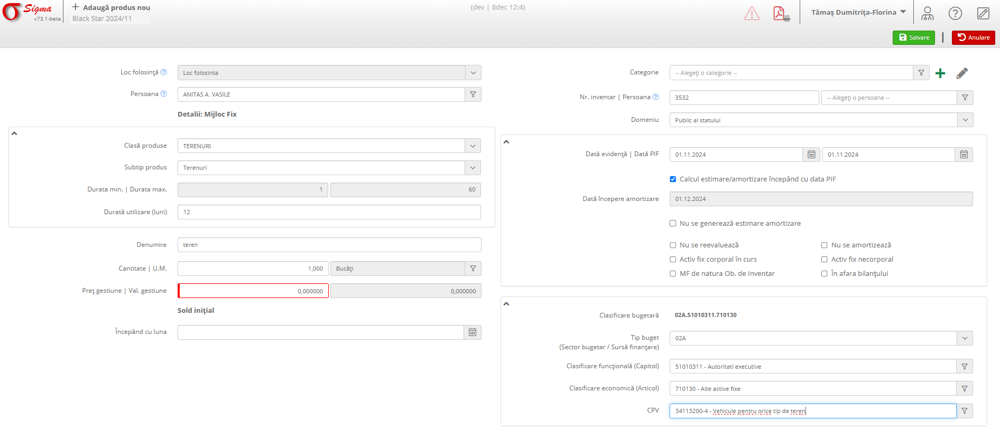 Sigma
v73.1-beta
Adaugă produs nou
Black Star 2024/11
(dev | 8dec 12:4)
Tămaş Dumitriţa-Florina
Salvare
|
Anulare
Loc folosinţă
Loc folosinta
Persoana
ANITAS A. VASILE
Detalii: Mijloc Fix
Clasă produse
TERENURI
Subtip produs
Terenuri
Durata min. | Durata max.
1
60
Durată utilizare (luni)
12
Denumire
teren
Cantitate | U.M.
1,000
Bucăţi
Preţ gestiune | Val. gestiune
0,000000
0,000000
Sold iniţial
Începând cu luna
Categorie
-- Alegeţi o categorie --
Nr. inventar | Persoana
3532
-- Alegeţi o persoana --
Domeniu
Public al statului
Dată evidenţă | Dată PIF
01.11.2024
01.11.2024
Calcul estimare/amortizare începând cu data PIF
Dată începere amortizare
01.12.2024
Nu se generează estimare amortizare
Nu se reevaluează
Nu se amortizează
Activ fix corporal în curs
Activ fix necorporal
MF de natura Ob. de Inventar
În afara bilanţului
Clasificare bugetară
02A.51010311.710130
Tip buget
(Sector bugetar / Sursă finanţare)
02A
Clasificare funcţională (Capitol)
51010311 - Autoritati executive
Clasificare economică (Articol)
710130 - Alte active fixe
CPV
34113200-4 - Vehicule pentru orice tip de teren